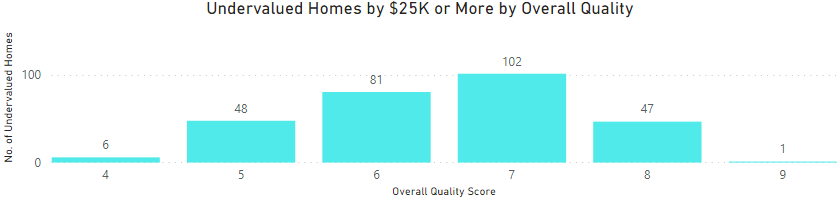 Undervalued Homes by $25K or More by Overall Quality
No. of Undervalued Homes
100
0
6
48
81
102
47
1
4 5 6 7 8 9
Overall Quality Score